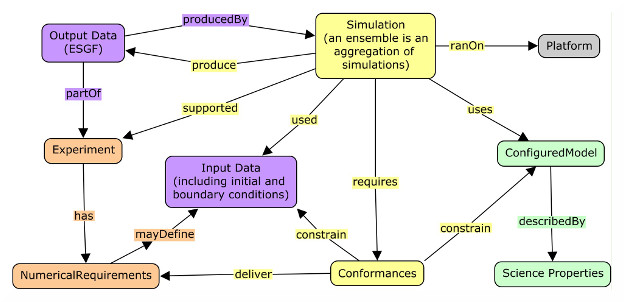 producedBy
Output Data
(ESGF)
Simulation
(an ensemble is an
aggregation of
simulations)
ranOn
Platform
produce
partOf
supported
used
uses
Experiment
Input Data
(including initial and
boundary conditions)
requires
ConfiguredModel
has
mayDefine
constrain
constrain
describedBy
NumericalRequirements
deliver
Conformances
Science Properties